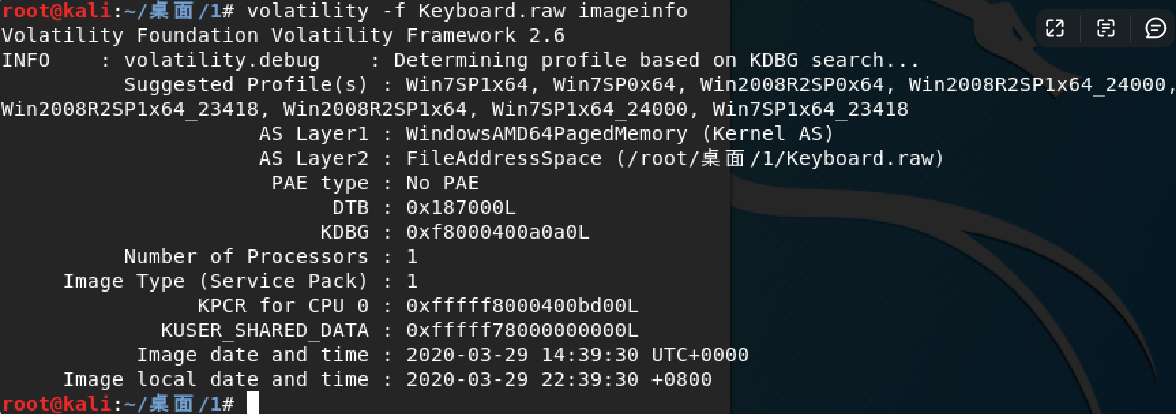 root@kali:~/桌面/1# volatility -f Keyboard.raw imageinfo
Volatility Foundation Volatility Framework 2.6
INFO    : volatility.debug    : Determining profile based on KDBG search...
          Suggested Profile(s) : Win7SP1x64, Win7SP0x64, Win2008R2SP0x64, Win2008R2SP1x64_24000,
Win2008R2SP1x64_23418, Win2008R2SP1x64, Win7SP1x64_24000, Win7SP1x64_23418
                     AS Layer1 : WindowsAMD64PagedMemory (Kernel AS)
                     AS Layer2 : FileAddressSpace (/root/桌面/1/Keyboard.raw)
                      PAE type : No PAE
                           DTB : 0x187000L
                          KDBG : 0xf8000400a0a0L
          Number of Processors : 1
     Image Type (Service Pack) : 1
                KPCR for CPU 0 : 0xfffff8000400bd00L
             KUSER_SHARED_DATA : 0xfffff78000000000L
           Image date and time : 2020-03-29 14:39:30 UTC+0000
     Image local date and time : 2020-03-29 22:39:30 +0800
root@kali:~/桌面/1#